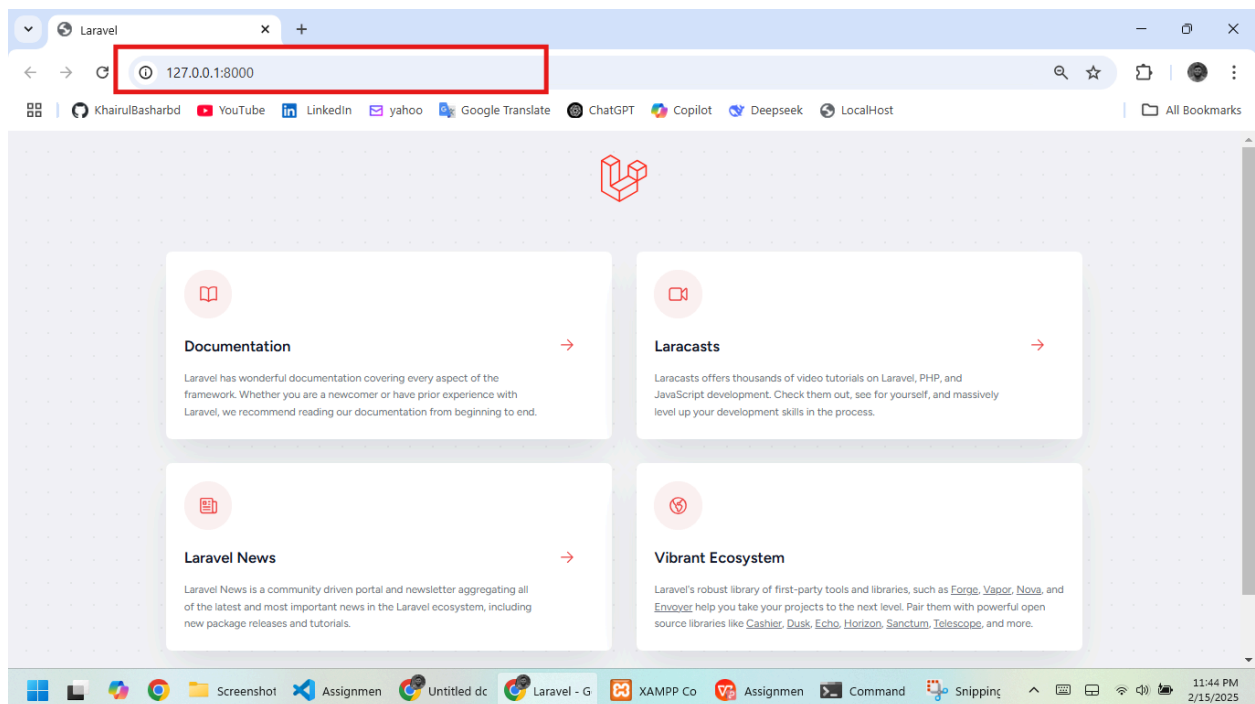 Laravel
127.0.0.1:8000
KhairulBasharbd YouTube LinkedIn yahoo Google Translate ChatGPT Copilot Deepseek LocalHost All Bookmarks
Documentation
Laravel has wonderful documentation covering every aspect of the
framework. Whether you are a newcomer or have prior experience with
Laravel, we recommend reading our documentation from beginning to end.
Laracasts
Laracasts offers thousands of video tutorials on Laravel, PHP, and
JavaScript development. Check them out, see for yourself, and massively
level up your development skills in the process.
Laravel News
Laravel News is a community driven portal and newsletter aggregating all
of the latest and most important news in the Laravel ecosystem, including
new package releases and tutorials.
Vibrant Ecosystem
Laravel's robust library of first-party tools and libraries, such as Forge, Vapor, Nova, and
Envoyer help you take your projects to the next level. Pair them with powerful open
source libraries like Cashier, Dusk, Echo, Horizon, Sanctum, Telescope, and more.
Screenshot Assignmen Untitled dc Laravel - G XAMPP Co Assignmen Command Snipping 11:44 PM
2/15/2025